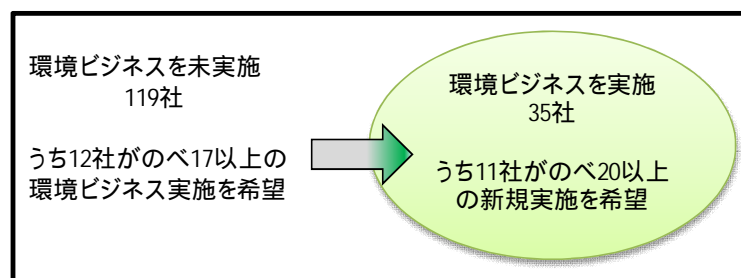 環境ビジネスを未実施
119社
うち12社がのべ17以上の
環境ビジネス実施を希望
環境ビジネスを実施
35社
うち11社がのべ20以上
の新規実施を希望